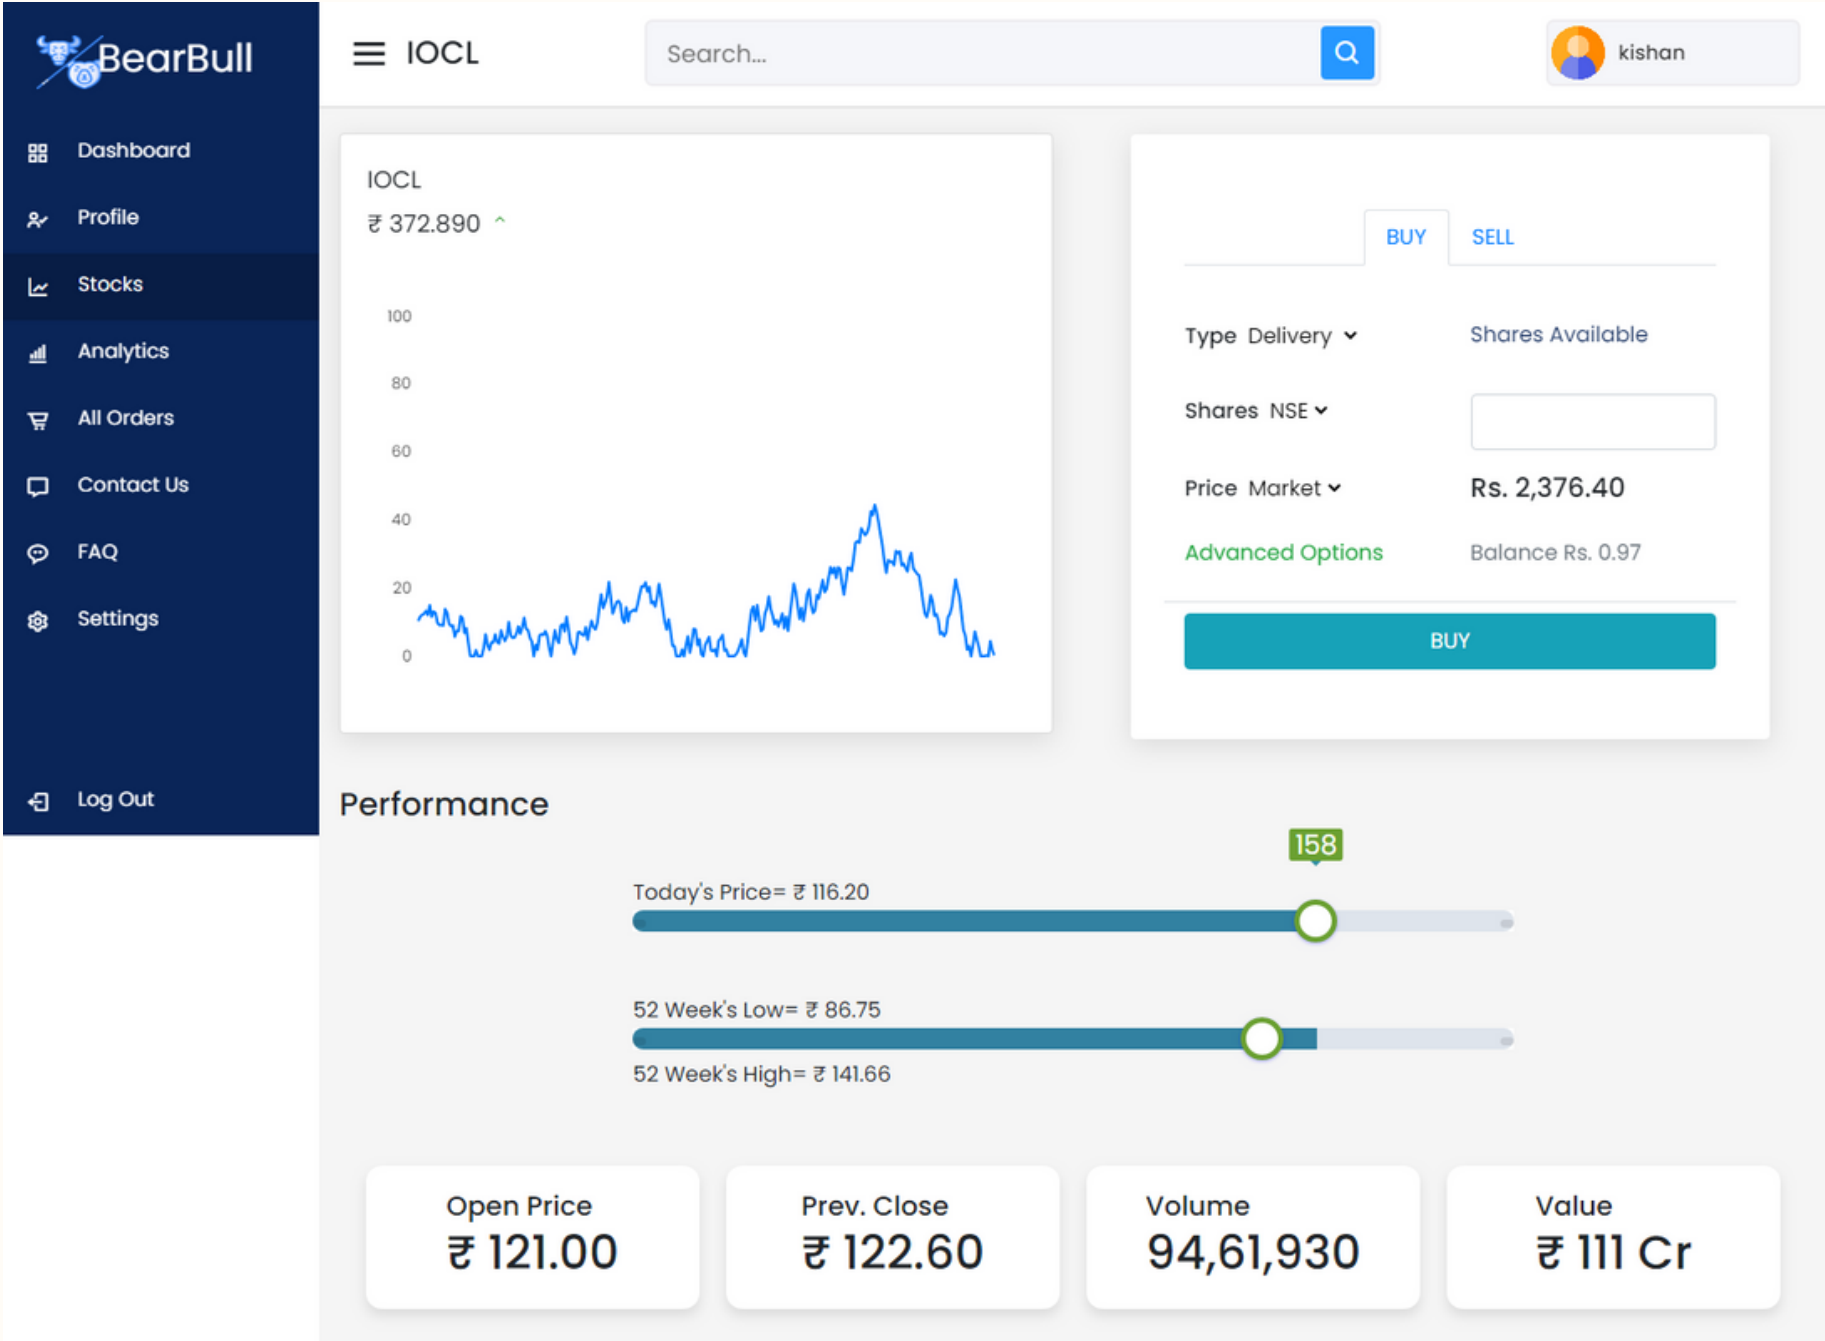 BearBull
IOCL
Search...
kishan
Dashboard
Profile
Stocks
Analytics
All Orders
Contact Us
FAQ
Settings
Log Out
IOCL
₹ 372.890
100
80
60
40
20
0
BUY SELL
Type Delivery Shares Available
Shares NSE
Price Market Rs. 2,376.40
Advanced Options Balance Rs. 0.97
BUY
Performance
158
Today's Price= ₹ 116.20
52 Week's Low= ₹ 86.75
52 Week's High= ₹ 141.66
Open Price
₹ 121.00
Prev. Close
₹ 122.60
Volume
94,61,930
Value
₹ 111 Cr